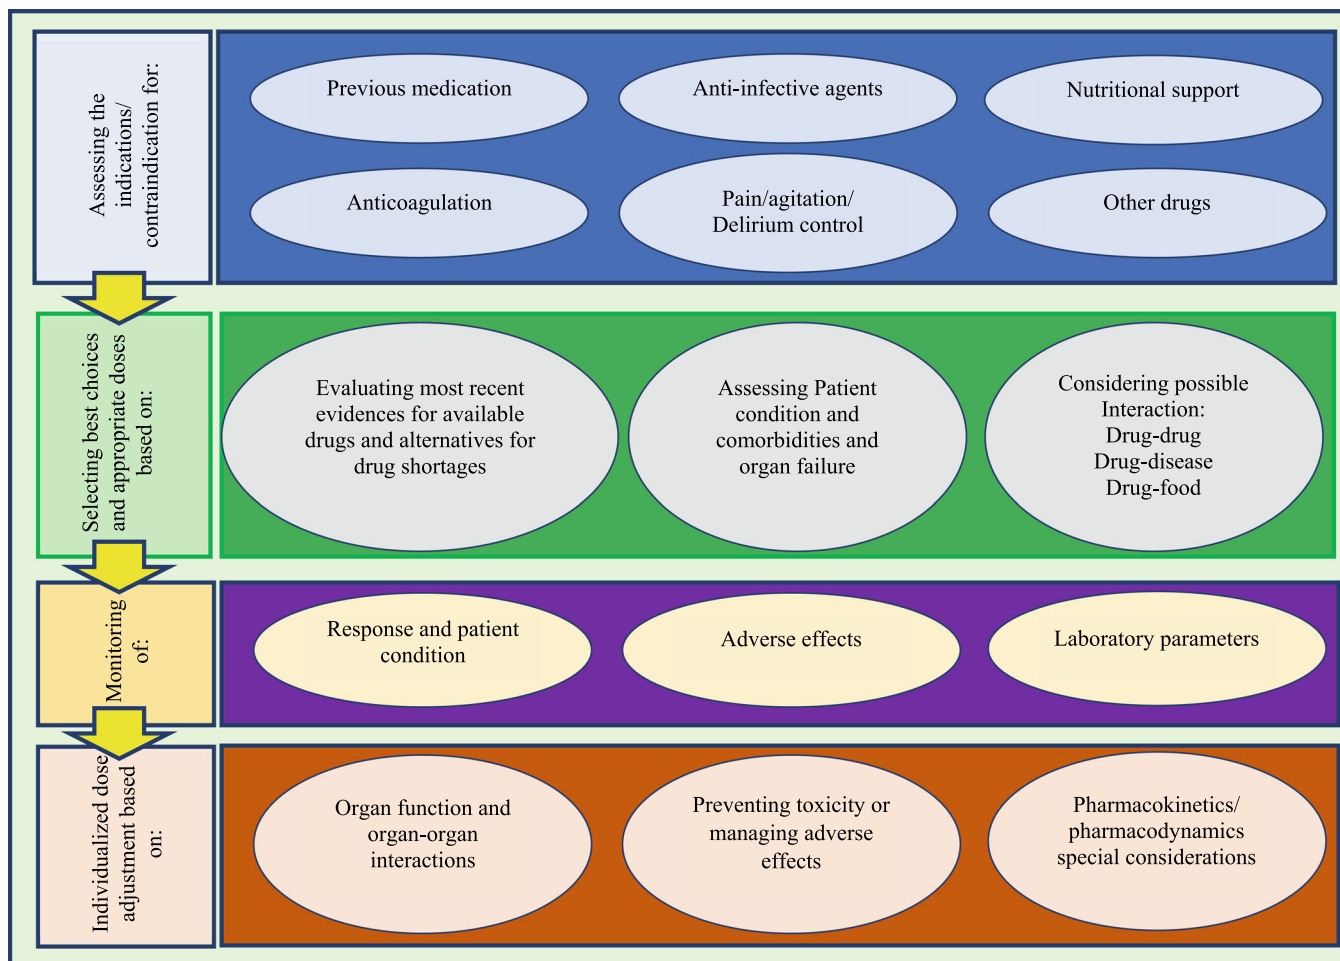 Assessing the
indications/
contraindication for:
Previous medication
Anti-infective agents
Nutritional support
Anticoagulation
Pain/agitation/
Delirium control
Other drugs
Selecting best choices
and appropriate doses
based on:
Evaluating most recent
evidences for available
drugs and alternatives for
drug shortages
Assessing Patient
condition and
comorbidities and
organ failure
Considering possible
Interaction:
Drug-drug
Drug-disease
Drug-food
Monitoring
of:
Response and patient
condition
Adverse effects
Laboratory parameters
Individualized dose
adjustment based
on:
Organ function and
organ-organ
interactions
Preventing toxicity or
managing adverse
effects
Pharmacokinetics/
pharmacodynamics
special considerations